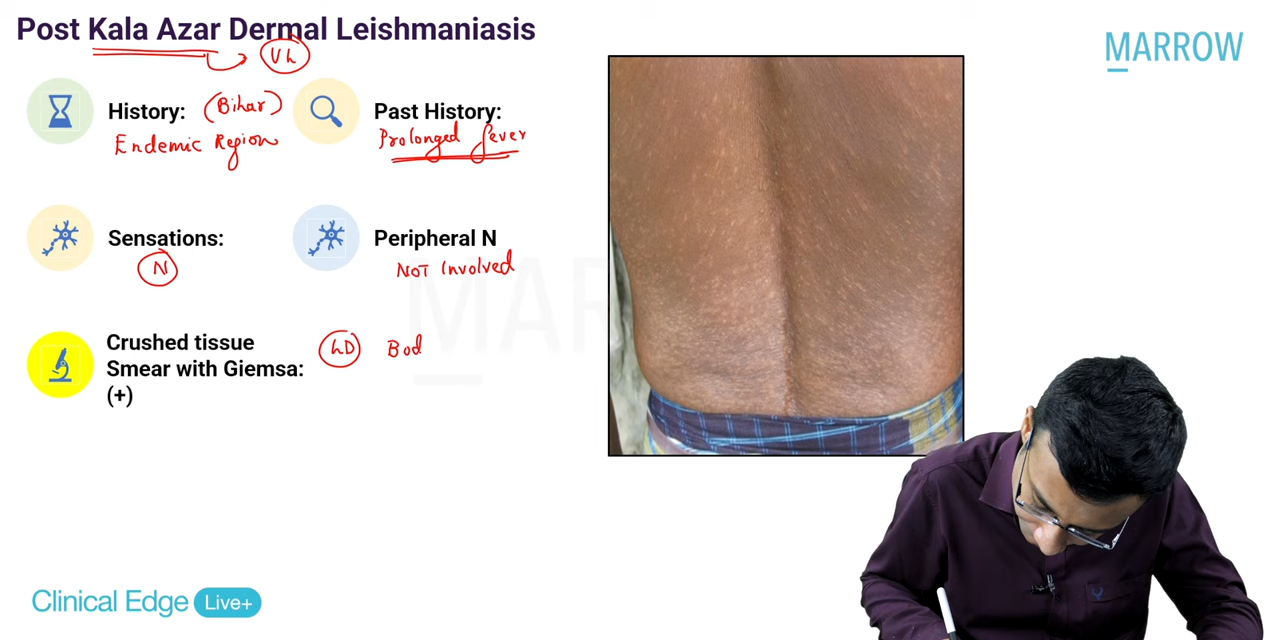 Post Kala Azar Dermal Leishmaniasis
MARROW
VL
History: (Bihar)
Endemic Region
Past History:
Prolonged fever
Sensations:
N
Peripheral N
NOT Involved
Crushed tissue
Smear with Giemsa:
(+)
LD Bod
MAR
Clinical Edge Live+